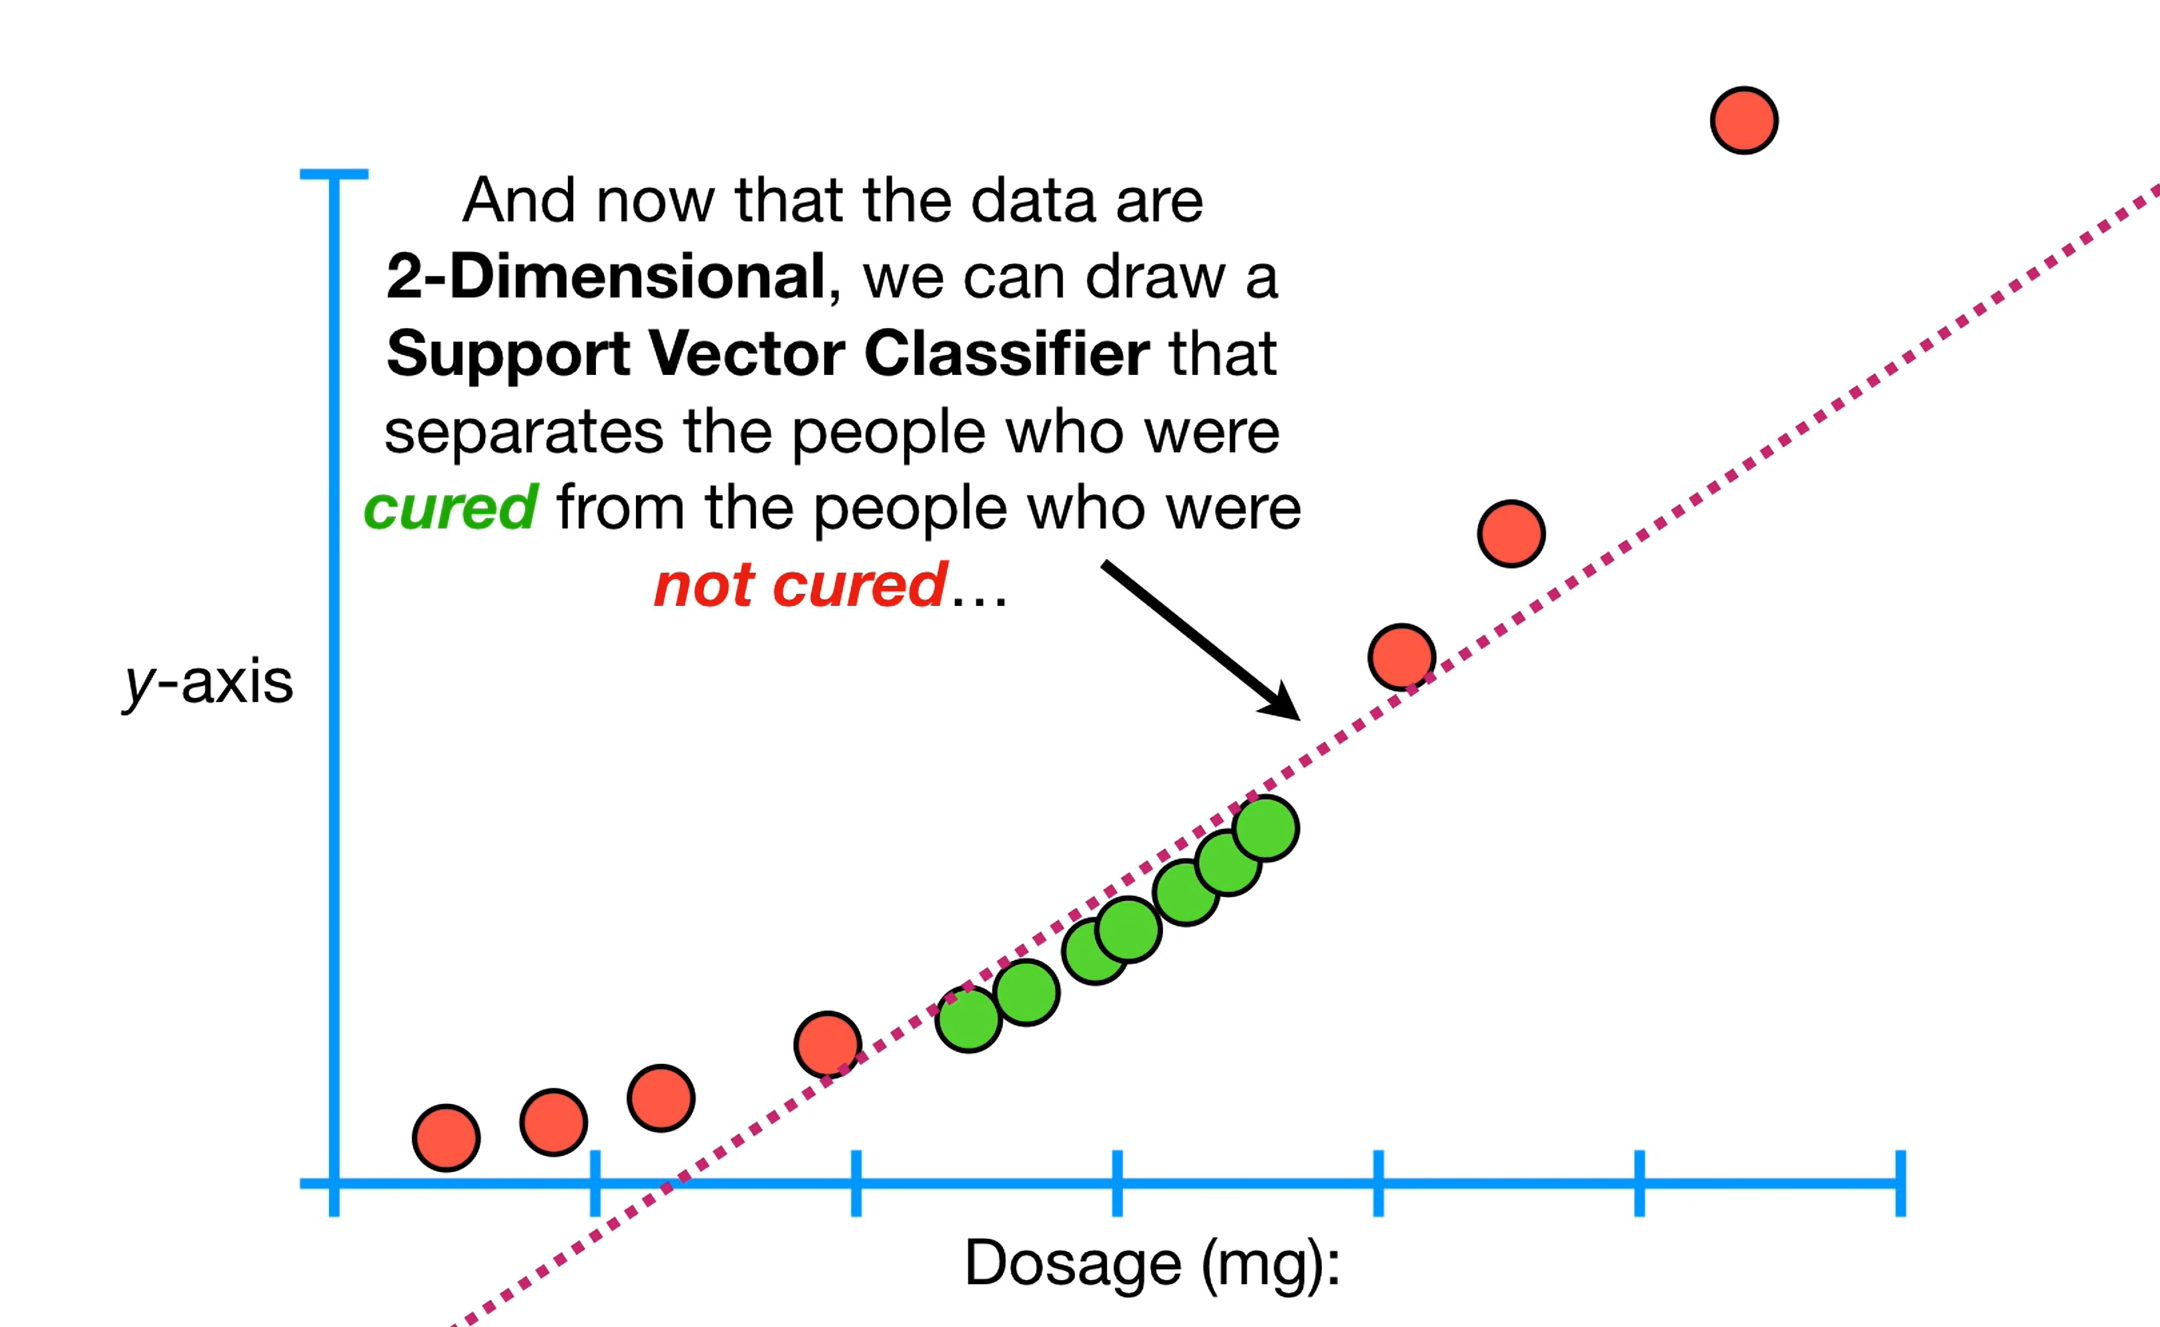 And now that the data are
2-Dimensional, we can draw a
Support Vector Classifier that
separates the people who were
cured from the people who were
not cured…
y-axis
Dosage (mg):